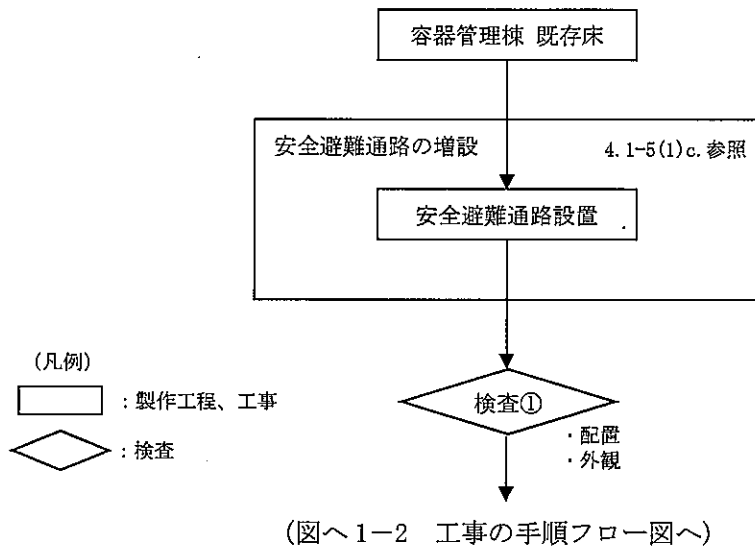 容器管理棟 既存床
安全避難通路の増設 4.1-5(1)c.参照
安全避難通路設置
検査①
・配置
・外観
(凡例)
：製作工程、工事
：検査
(図へ1-2 工事の手順フロー図へ)